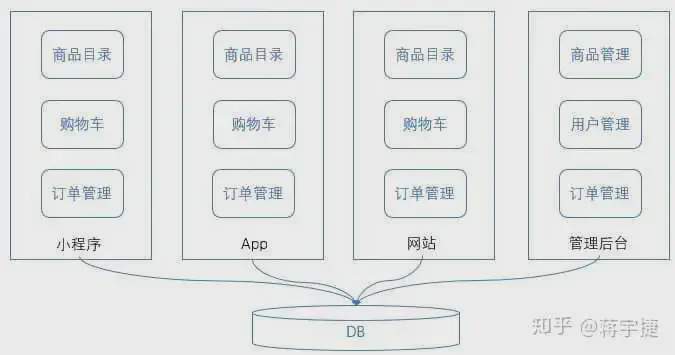 商品目录 商品目录 商品目录 商品管理
购物车 购物车 购物车 用户管理
订单管理 订单管理 订单管理 订单管理
小程序 App 网站 管理后台
DB
知乎 @蒋宇捷